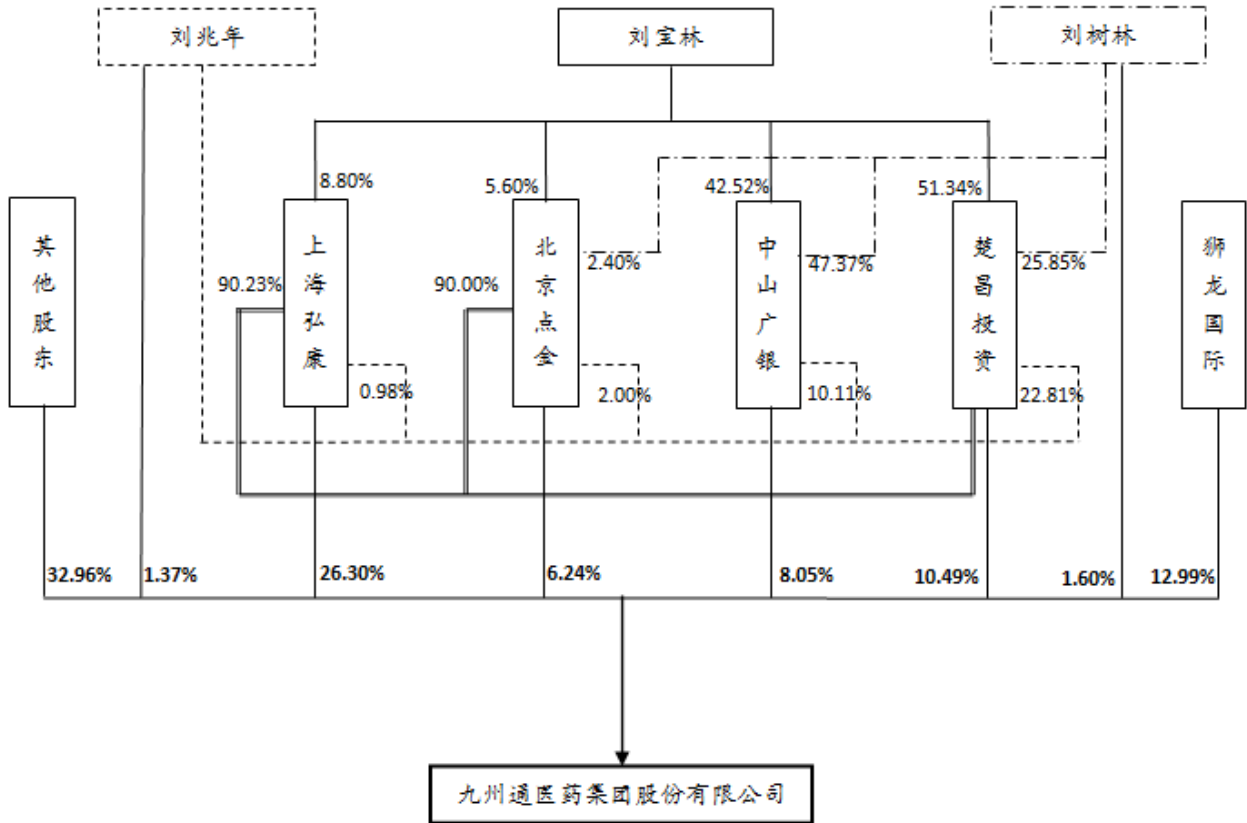 刘兆年
刘宝林
刘树林
8.80%
5.60%
42.52%
51.34%
其他股东
上海弘康
北京点金
中山广银
楚昌投资
狮龙国际
2.40%
47.37%
25.85%
90.23%
90.00%
0.98%
2.00%
10.11%
22.81%
32.96%
1.37%
26.30%
6.24%
8.05%
10.49%
1.60%
12.99%
九州通医药集团股份有限公司